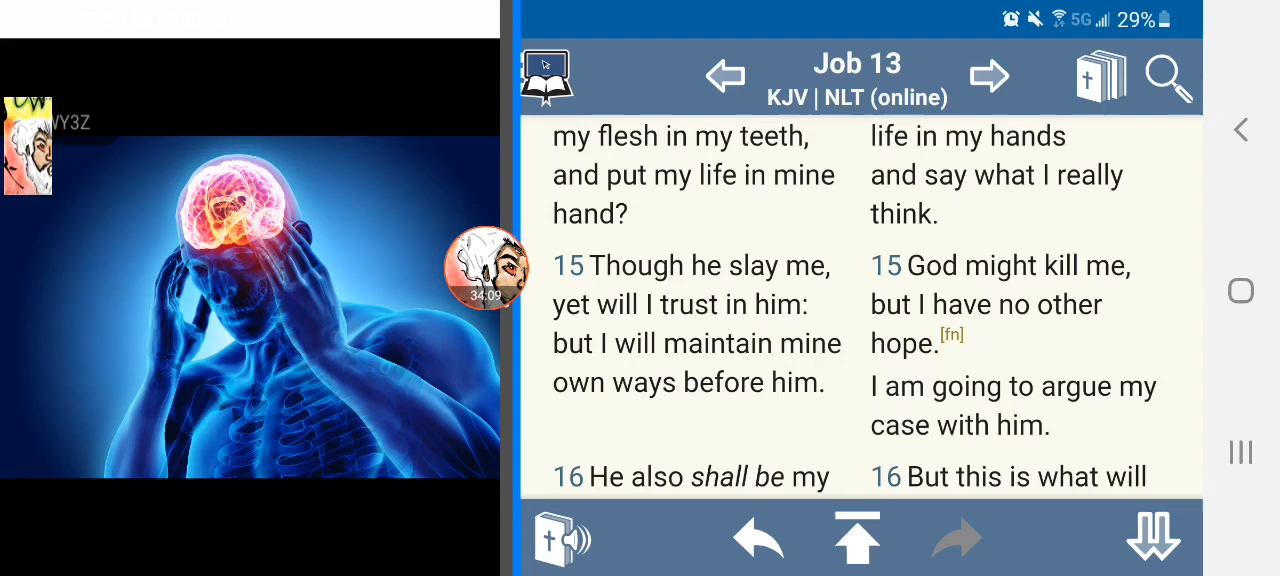 5G 29%
Job 13
KJV | NLT (online)
WY3Z
34:09
my flesh in my teeth,
and put my life in mine
hand?
15 Though he slay me,
yet will I trust in him:
but I will maintain mine
own ways before him.
16 He also shall be my
life in my hands
and say what I really
think.
15 God might kill me,
but I have no other
hope.[fn]
I am going to argue my
case with him.
16 But this is what will